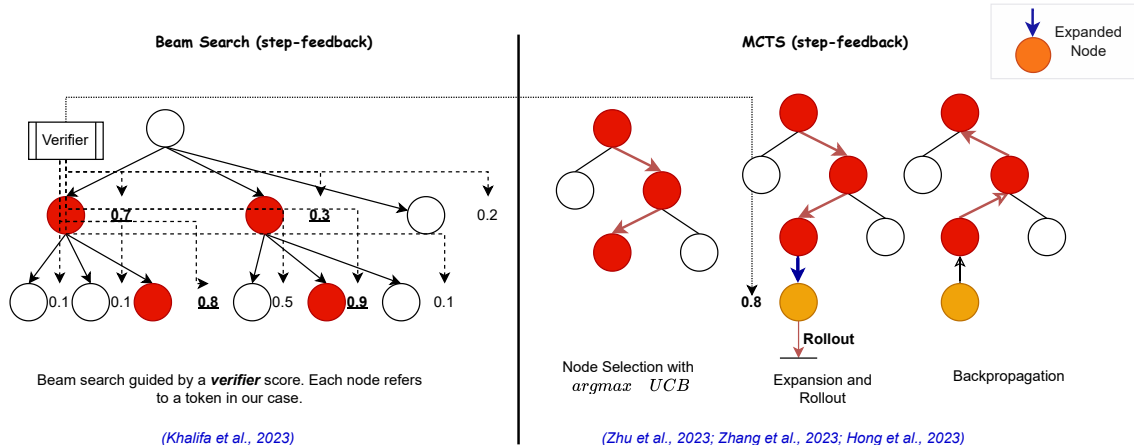 Beam Search (step-feedback)
MCTS (step-feedback)
Expanded
Node
Verifier
0.7
0.3
0.2
0.1
0.1
0.8
0.5
0.9
0.1
0.8
Rollout
Beam search guided by a verifier score. Each node refers
to a token in our case.
Node Selection with
argmax UCB
Expansion and
Rollout
Backpropagation
(Khalifa et al., 2023)
(Zhu et al., 2023; Zhang et al., 2023; Hong et al., 2023)